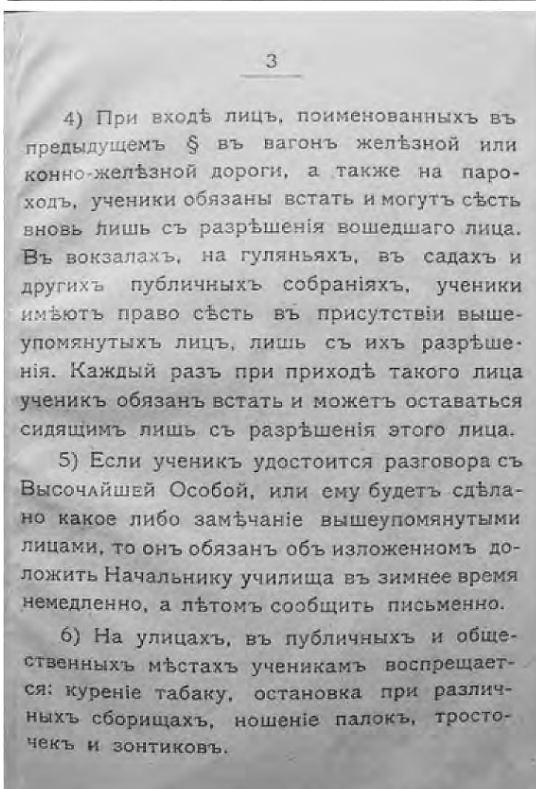 3
4) При входѣ лицъ, поименованныхъ въ
предыдущемъ § въ вагонъ желѣзной или
конно-желѣзной дороги, а также на паро-
ходъ, ученики обязаны встать и могутъ сѣсть
вновь лишь съ разрѣшенія вошедшаго лица.
Въ вокзалахъ, на гуляньяхъ, въ садахъ и
другихъ публичныхъ собраніяхъ, ученики
имѣютъ право сѣсть въ присутствіи выше-
упомянутыхъ лицъ, лишь съ ихъ разрѣше-
нія. Каждый разъ при приходѣ такого лица
ученикъ обязанъ встать и можетъ оставаться
сидящимъ лишь съ разрѣшенія этого лица.
5) Если ученикъ удостоится разговора съ
Высочайшей Особой, или ему будетъ сдѣла-
но какое либо замѣчаніе вышеупомянутыми
лицами, то онъ обязанъ объ изложенномъ до-
ложить Начальнику училища въ зимнее время
немедленно, а лѣтомъ сообщить письменно.
6) На улицахъ, въ публичныхъ и обще-
ственныхъ мѣстахъ ученикамъ воспрещает-
ся: куреніе табаку, остановка при различ-
ныхъ сборищахъ, ношеніе палокъ, тросто-
чекъ и зонтиковъ.